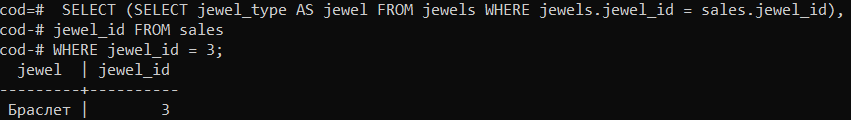 cod=#  SELECT (SELECT jewel_type AS jewel FROM jewels WHERE jewels.jewel_id = sales.jewel_id),
cod-# jewel_id FROM sales
cod-# WHERE jewel_id = 3;
  jewel  | jewel_id
---------+----------
 Браслет |        3